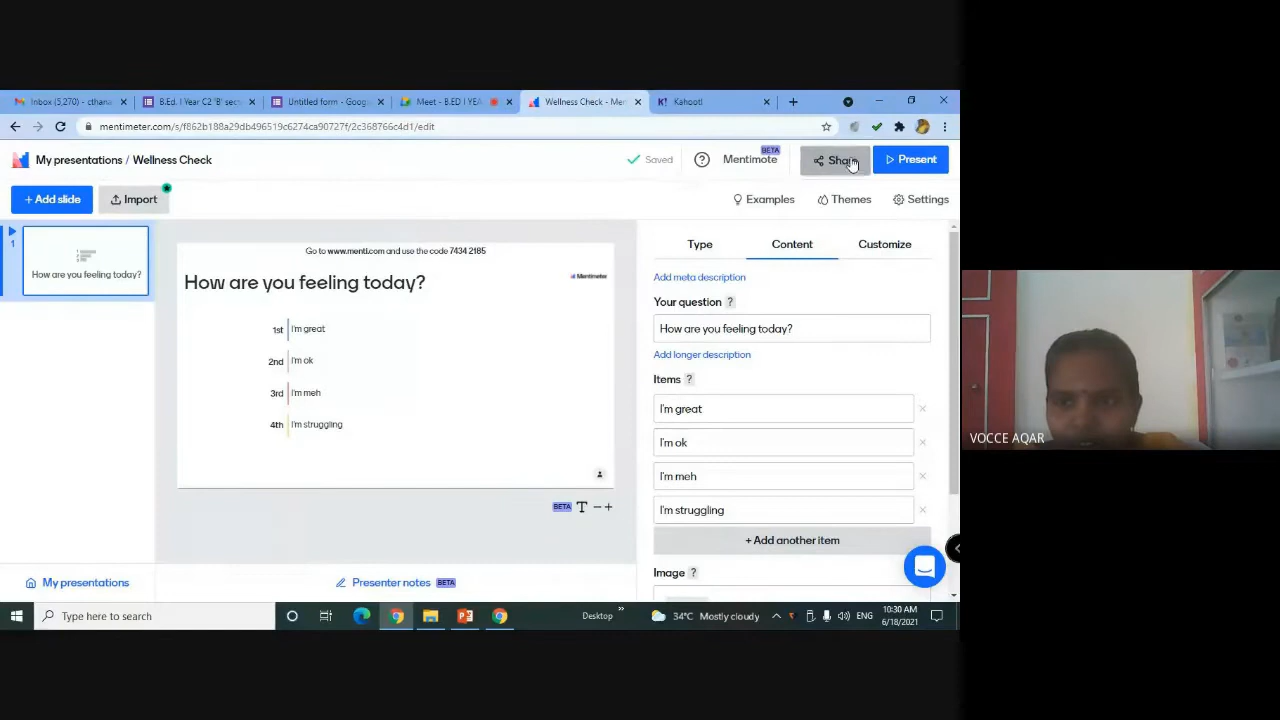 Inbox (5,270) - cthana
B.Ed. I Year C2 'B' sec
Untitled form - Goog
Meet - B.ED I YEA
Wellness Check - Men
Kahoot!
mentimeter.com/s/f862b188a29db496519c6274ca90727f/2c368766c4d1/edit
My presentations / Wellness Check
Saved
Mentimote
BETA
Share
Present
+ Add slide
Import
Examples
Themes
Settings
1
How are you feeling today?
Go to www.menti.com and use the code 7434 2185
How are you feeling today?
Mentimeter
1st I'm great
2nd I'm ok
3rd I'm meh
4th I'm struggling
BETA T − +
Type
Content
Customize
Add meta description
Your question ?
How are you feeling today?
Add longer description
Items ?
I'm great
I'm ok
I'm meh
I'm struggling
+ Add another item
Image ?
My presentations
Presenter notes BETA
VOCCE AQAR
Type here to search
Desktop
34°C Mostly cloudy
ENG
10:30 AM
6/18/2021